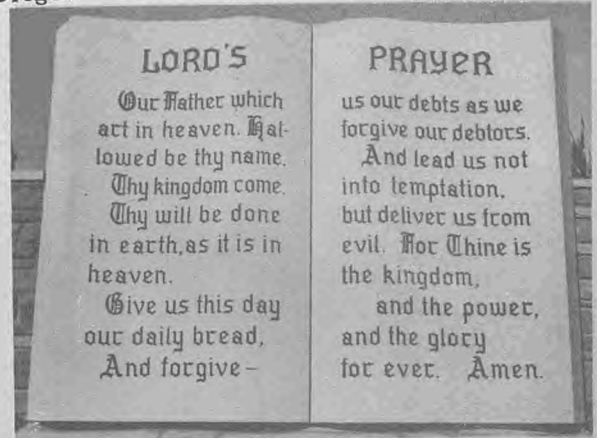 LORD'S
Our Father which
art in heaven. Hal-
lowed be thy name.
Thy kingdom come.
Thy will be done
in earth, as it is in
heaven.
Give us this day
our daily bread,
And forgive –
PRAYER
us our debts as we
forgive our debtors.
And lead us not
into temptation,
but deliver us from
evil. For Thine is
the kingdom,
and the power,
and the glory
for ever. Amen.